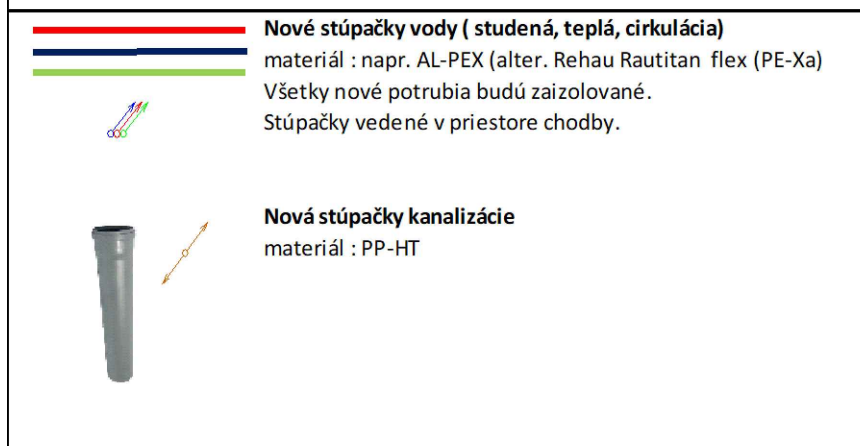 Nové stúpačky vody ( studená, teplá, cirkulácia)
materiál : napr. AL-PEX (alter. Rehau Rautitan flex (PE-Xa)
Všetky nové potrubia budú zaizolované.
Stúpačky vedené v priestore chodby.
Nová stúpačky kanalizácie
materiál : PP-HT